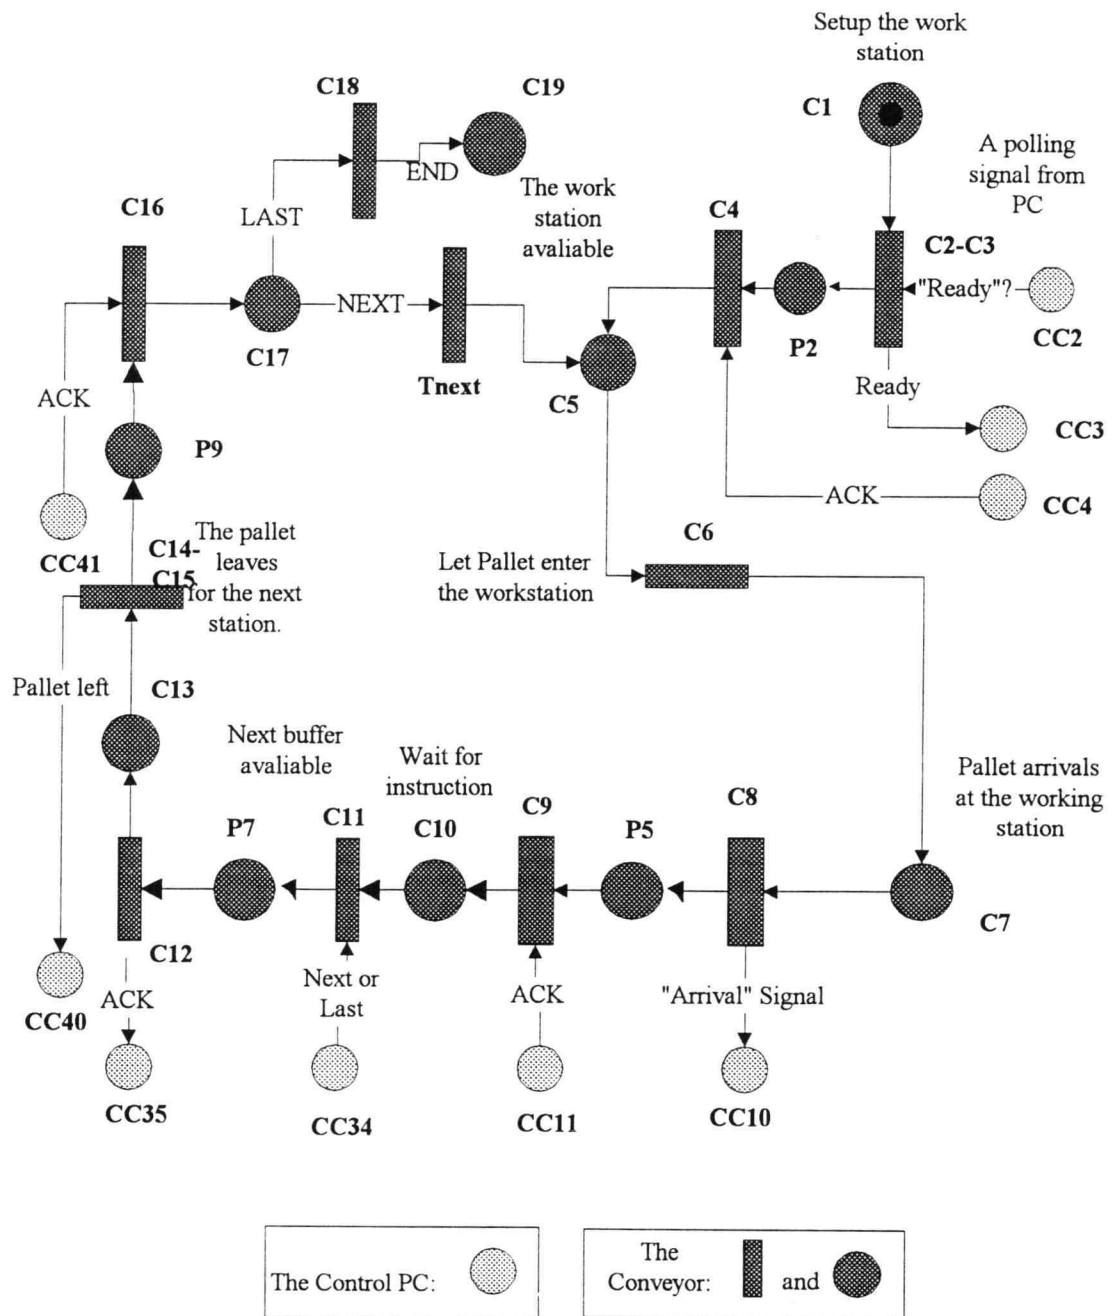 Setup the work
station
C18
C19
C1
A polling
signal from
PC
END
The work
station
avaliable
C16
LAST
C4
C2-C3
"Ready"?
NEXT
C17
P2
CC2
Tnext
C5
Ready
ACK
P9
CC3
ACK
CC4
CC41
C14-
C15
The pallet
leaves
for the next
station.
C6
Let Pallet enter
the workstation
Pallet left
C13
Next buffer
avaliable
Wait for
instruction
Pallet arrivals
at the working
station
P7
C11
C10
C9
P5
C8
C7
C12
ACK
Next or
Last
ACK
"Arrival" Signal
CC40
CC35
CC34
CC11
CC10
The Control PC:
The
Conveyor:
and